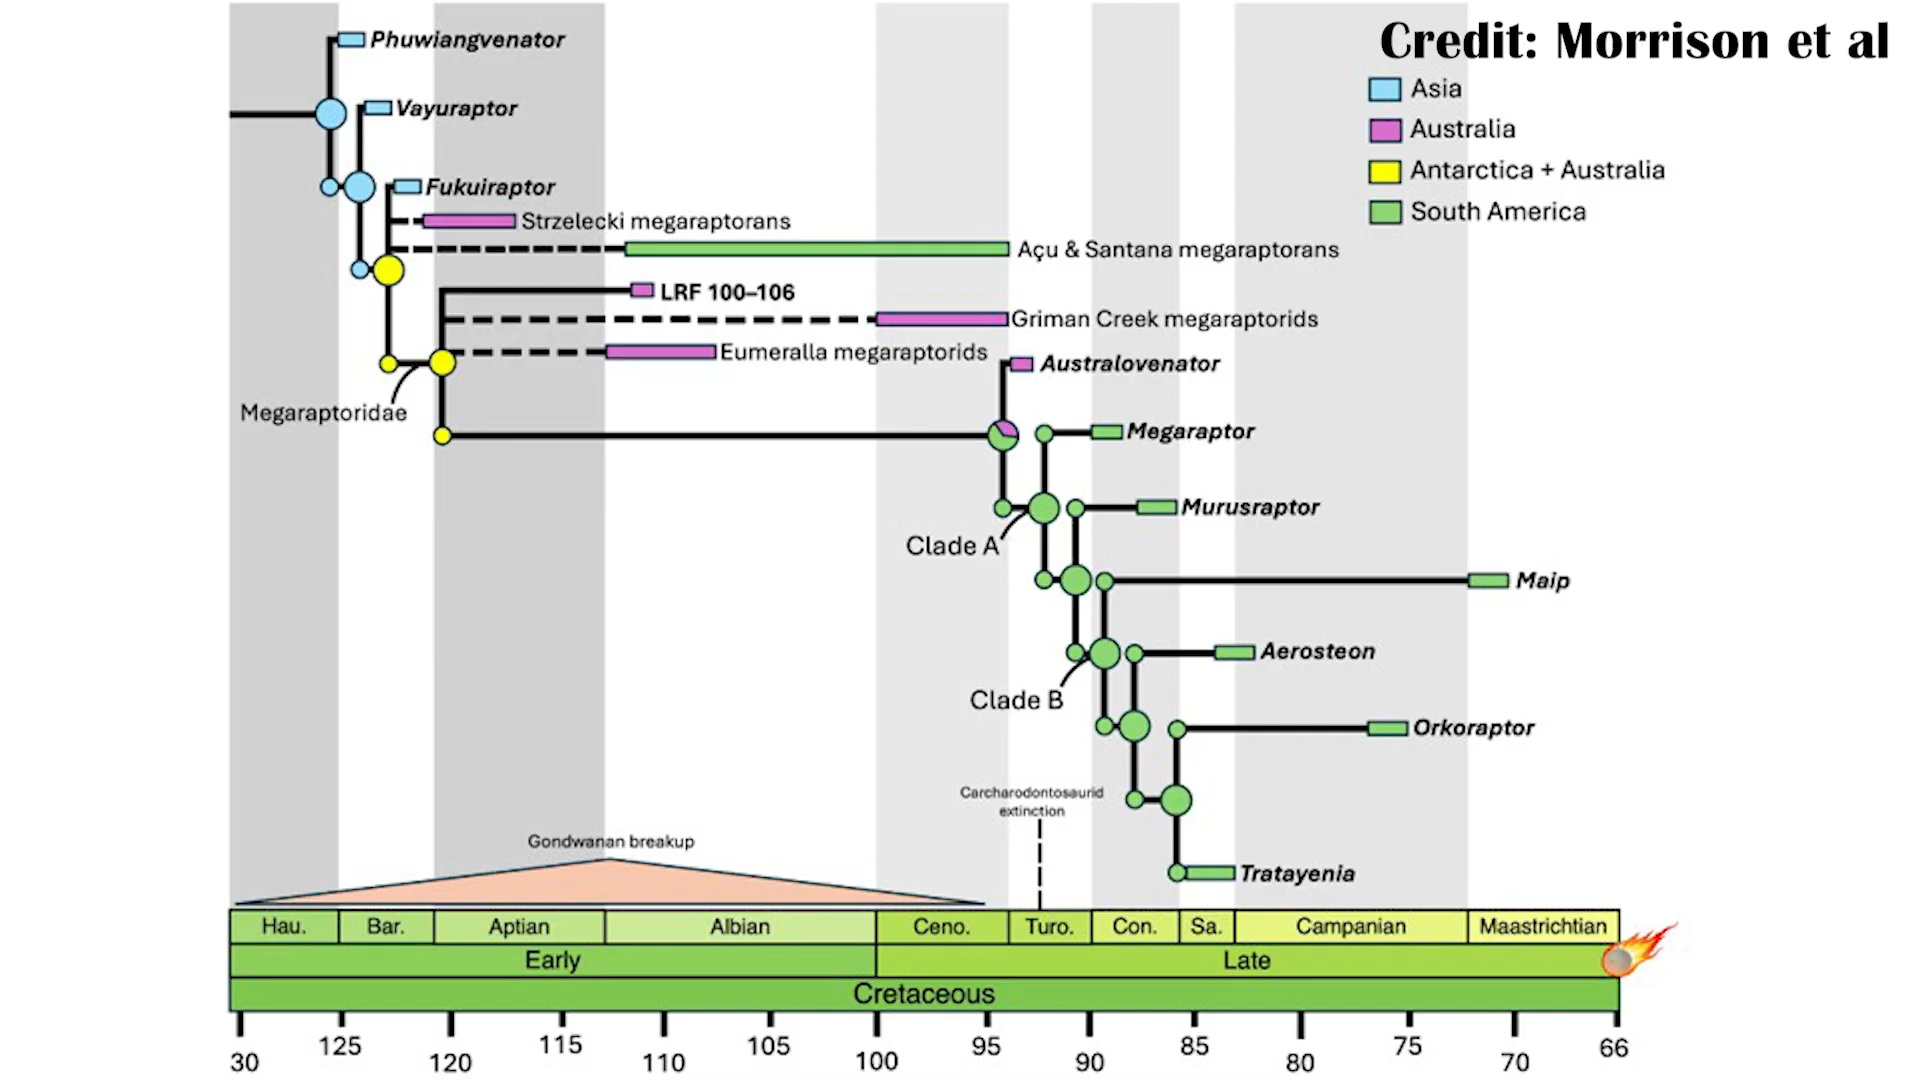 Credit: Morrison et al
Phuwiangvenator
Asia
Vayuraptor
Australia
Antarctica + Australia
Fukuiraptor
South America
Strzelecki megaraptorans
Açu & Santana megaraptorans
LRF 100–106
Griman Creek megaraptorids
Eumeralla megaraptorids
Australovenator
Megaraptoridae
Megaraptor
Murusraptor
Clade A
Maip
Aerosteon
Clade B
Orkoraptor
Carcharodontosaurid
extinction
Gondwanan breakup
Tratayenia
Hau. Bar. Aptian Albian Ceno. Turo. Con. Sa. Campanian Maastrichtian
Early Late
Cretaceous
30 125 120 115 110 105 100 95 90 85 80 75 70 66